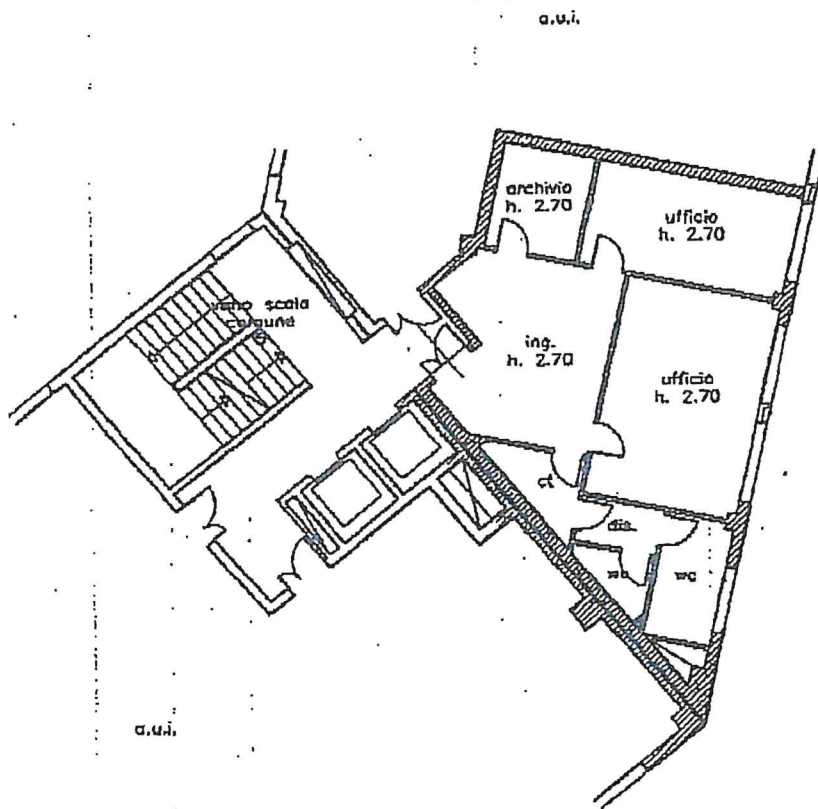 a.u.i.
archivio
h. 2.70
ufficio
h. 2.70
vano scala
comune
ing.
h. 2.70
ufficio
h. 2.70
ct
dis.
wc
wc
a.u.i.